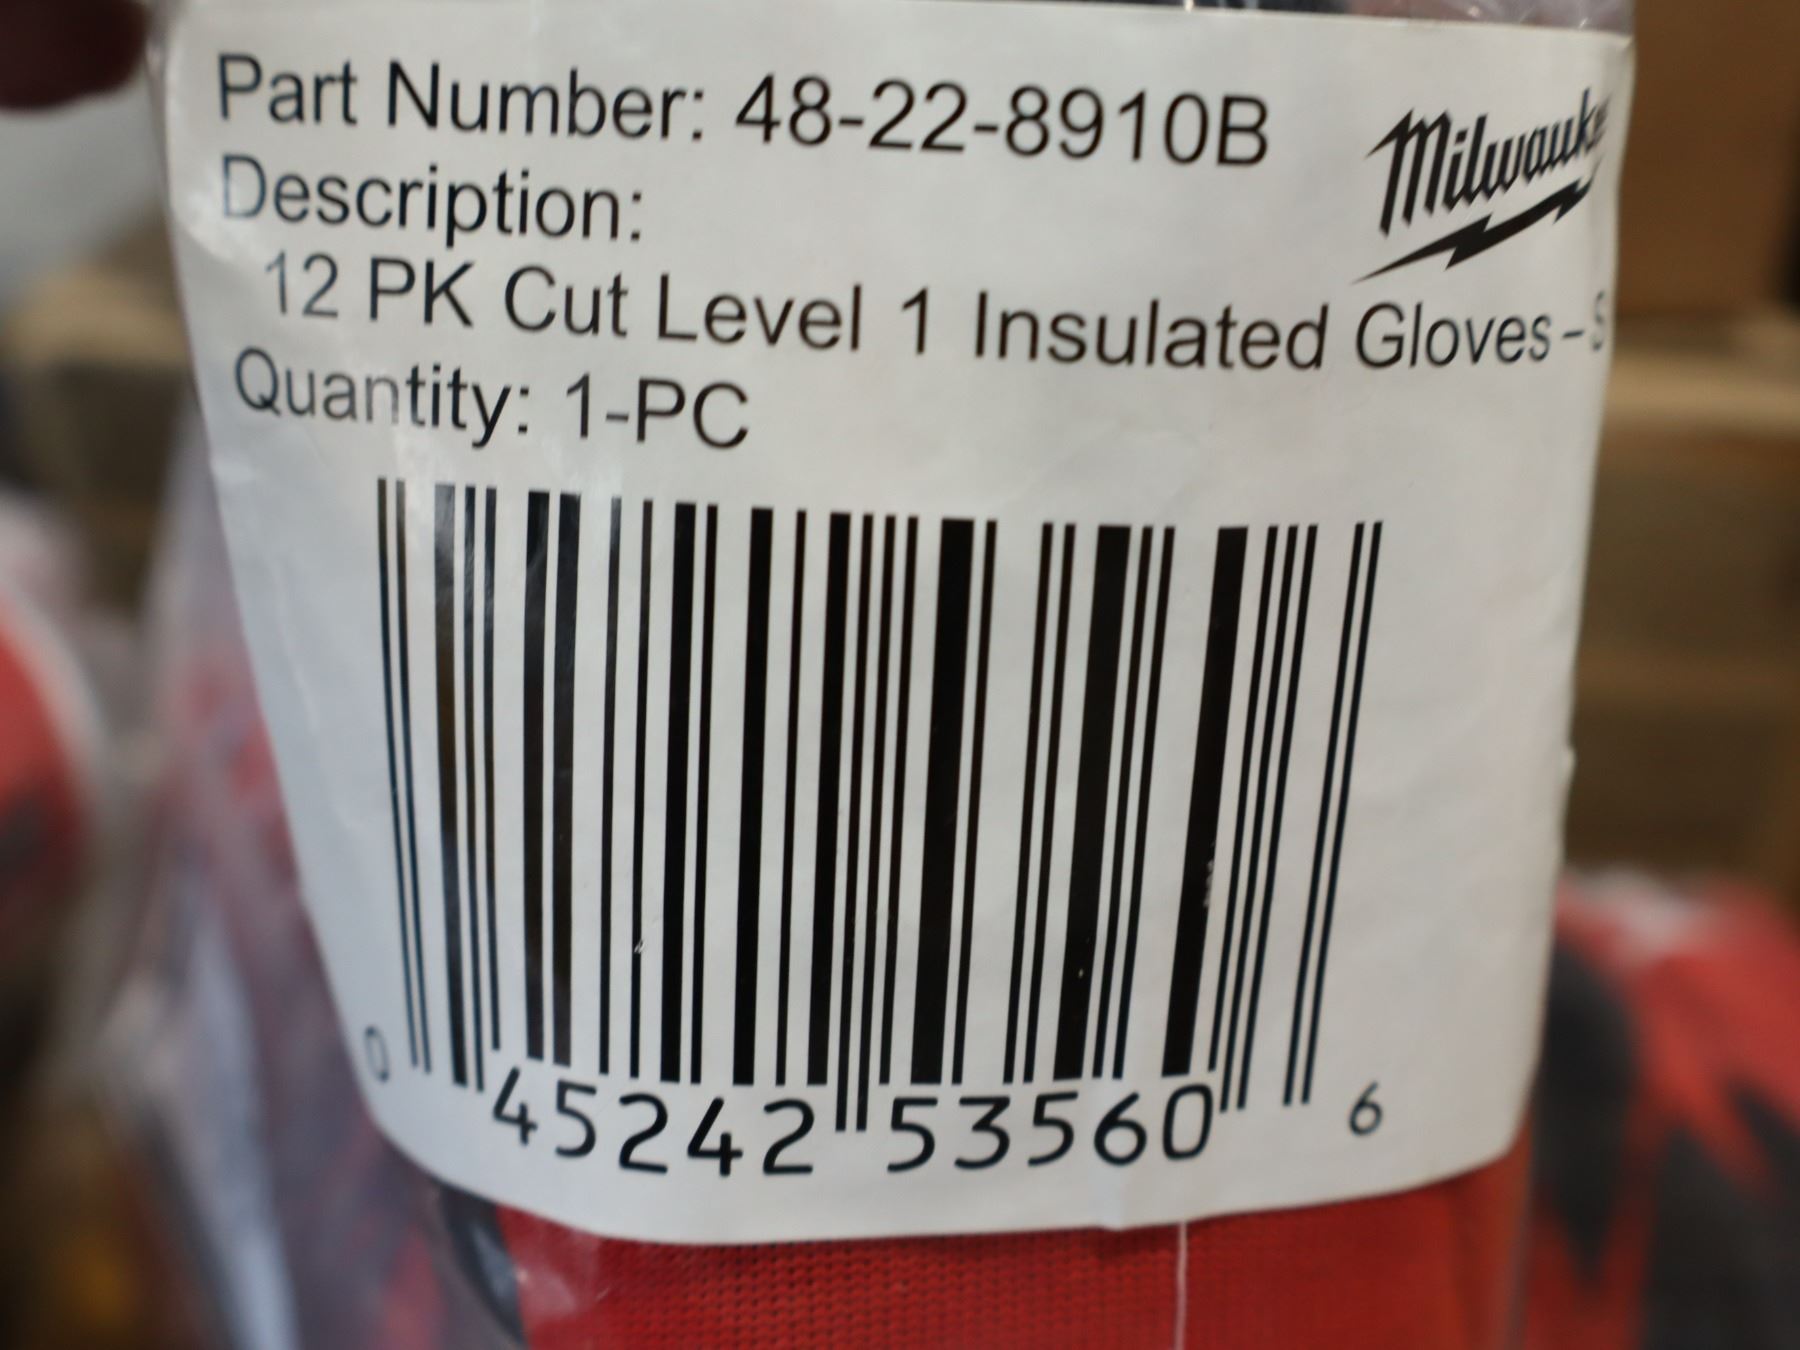 Part Number: 48-22-8910B
Milwaukee
Description:
12 PK Cut Level 1 Insulated Gloves - S
Quantity: 1-PC
0 45242 53560 6